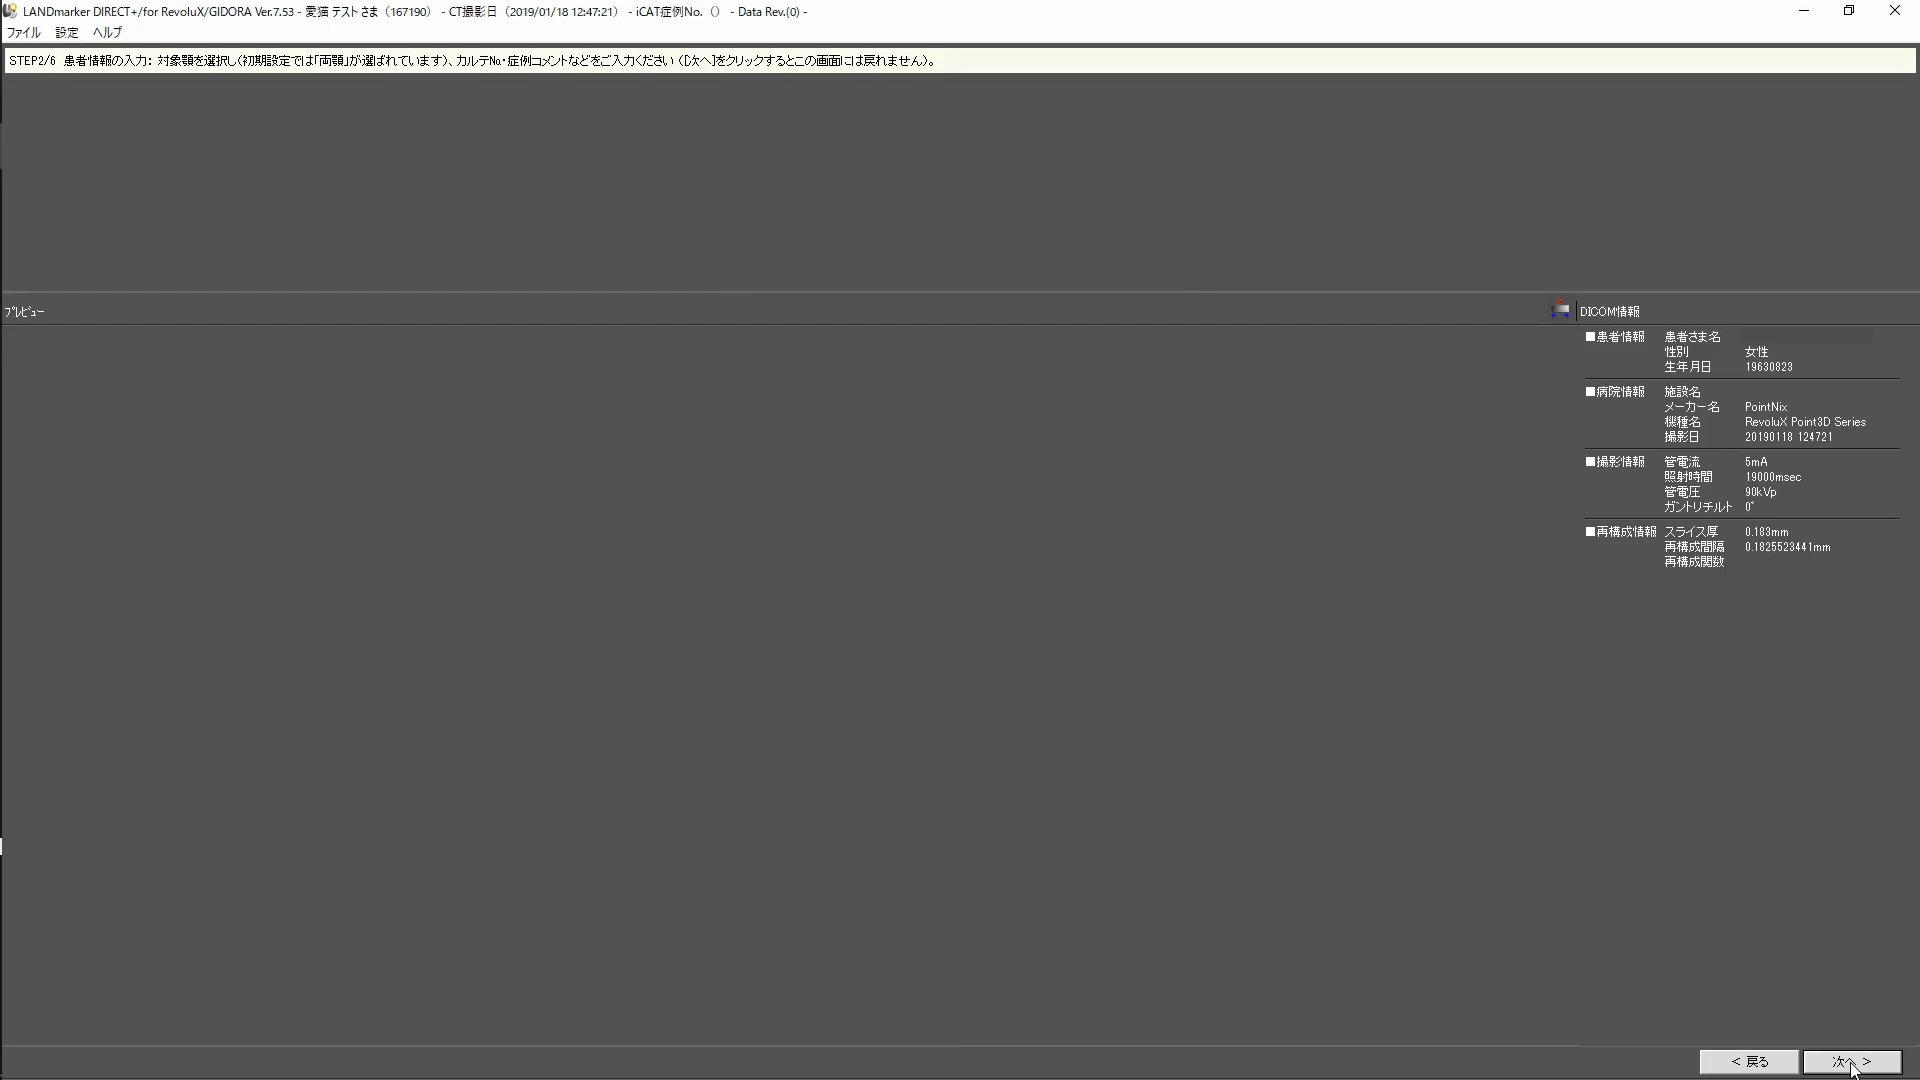 LANDmarker DIRECT+/for RevoluX/GIDORA Ver.7.53 - 愛猫 テスト さま（167190） - CT撮影日（2019/01/18 12:47:21） - iCAT症例No.（） - Data Rev.(0) -
ファイル 設定 ヘルプ
STEP2/6 患者情報の入力: 対象顎を選択し(初期設定では「両顎」が選ばれています)、カルテ№・症例コメントなどをご入力ください ([次へ]をクリックするとこの画面には戻れません)。
ﾌﾟﾚﾋﾞｭｰ
DICOM情報
■患者情報 患者さま名
性別 女性
生年月日 19630823
■病院情報 施設名
メーカー名 PointNix
機種名 RevoluX Point3D Series
撮影日 20190118 124721
■撮影情報 管電流 5mA
照射時間 19000msec
管電圧 90kVp
ガントリチルト 0°
■再構成情報 スライス厚 0.183mm
再構成間隔 0.1825523441mm
再構成関数
< 戻る 次へ >